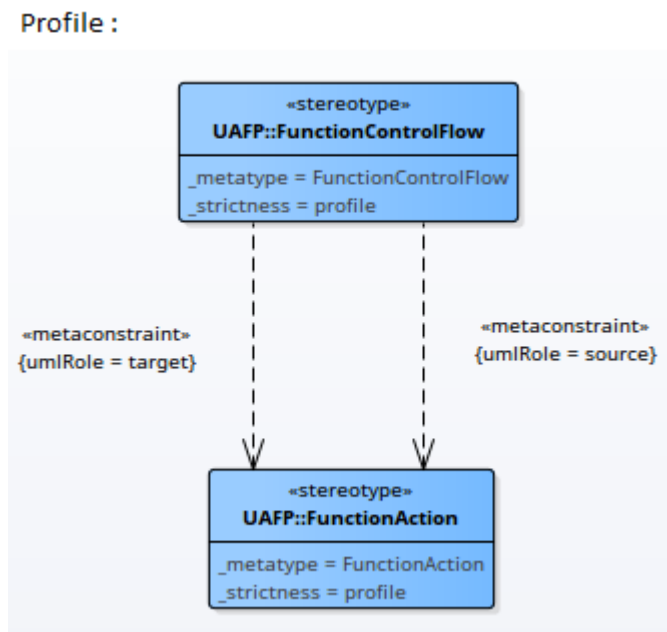 Profile :
«stereotype»
UAFP::FunctionControlFlow
_metatype = FunctionControlFlow
_strictness = profile
«metaconstraint»
{umlRole = target}
«metaconstraint»
{umlRole = source}
«stereotype»
UAFP::FunctionAction
_metatype = FunctionAction
_strictness = profile